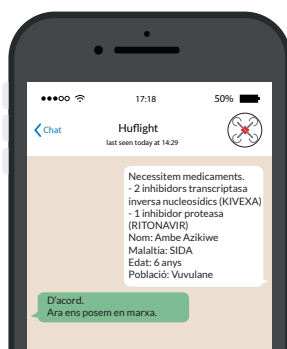 17:18
50%
Chat
Huflight
last seen today at 14:29
Necessitem medicaments.
- 2 inhibidors transcriptasa
inversa nucleosídics (KIVEXA)
- 1 inhibidor proteasa
(RITONAVIR)
Nom: Ambe Azikiwe
Malaltia: SIDA
Edat: 6 anys
Població: Vuvulane
D'acord.
Ara ens posem en marxa.